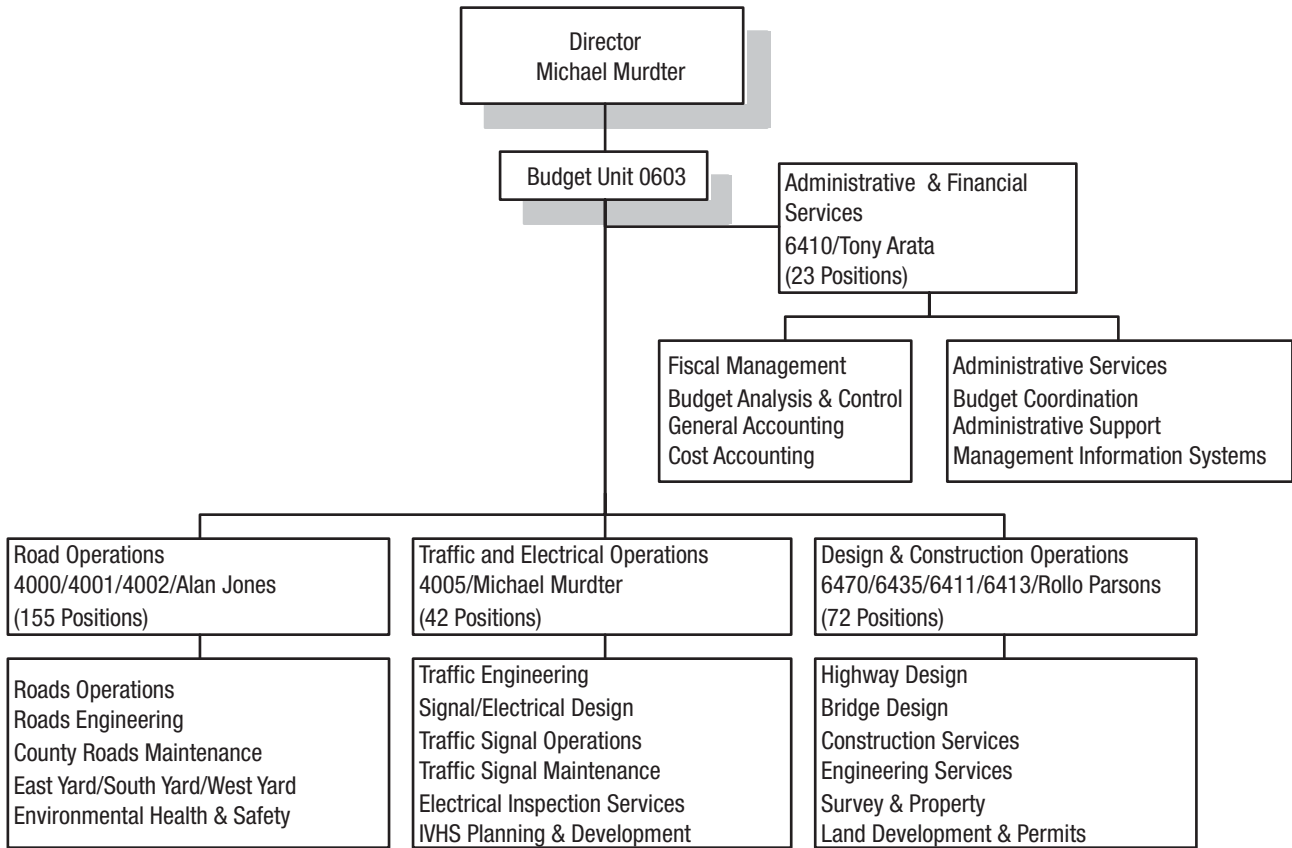 Director
Michael Murdter
Budget Unit 0603
Administrative & Financial
Services
6410/Tony Arata
(23 Positions)
Fiscal Management
Budget Analysis & Control
General Accounting
Cost Accounting
Administrative Services
Budget Coordination
Administrative Support
Management Information Systems
Road Operations
4000/4001/4002/Alan Jones
(155 Positions)
Traffic and Electrical Operations
4005/Michael Murdter
(42 Positions)
Design & Construction Operations
6470/6435/6411/6413/Rollo Parsons
(72 Positions)
Roads Operations
Roads Engineering
County Roads Maintenance
East Yard/South Yard/West Yard
Environmental Health & Safety
Traffic Engineering
Signal/Electrical Design
Traffic Signal Operations
Traffic Signal Maintenance
Electrical Inspection Services
IVHS Planning & Development
Highway Design
Bridge Design
Construction Services
Engineering Services
Survey & Property
Land Development & Permits